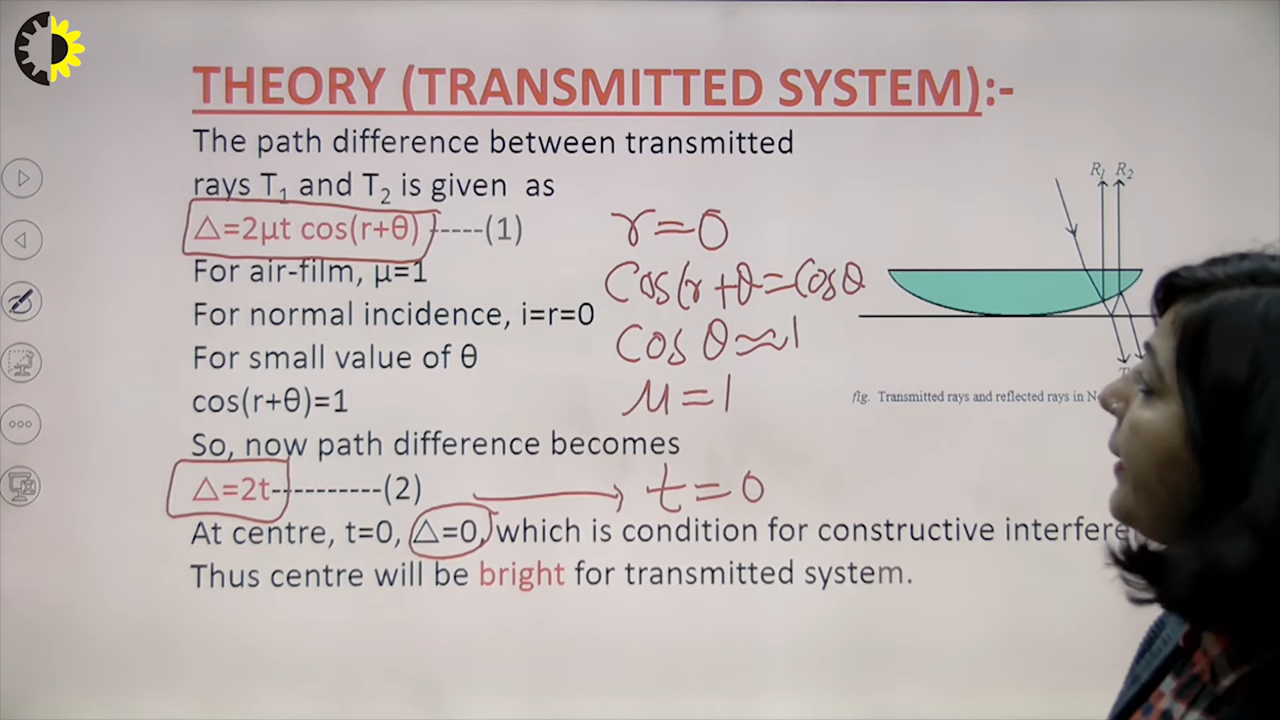 THEORY (TRANSMITTED SYSTEM):-
The path difference between transmitted
rays T₁ and T₂ is given as
△=2μt cos(r+θ)-----(1)
For air-film, μ=1
For normal incidence, i=r=0
For small value of θ
cos(r+θ)=1
So, now path difference becomes
△=2t----------(2)
At centre, t=0, △=0, which is condition for constructive
Thus centre will be bright for transmitted system.
r=0
Cos(r+θ=Cosθ
Cos θ≈1
μ=1
t=0
R₁ R₂
fig. Transmitted rays and reflected rays in